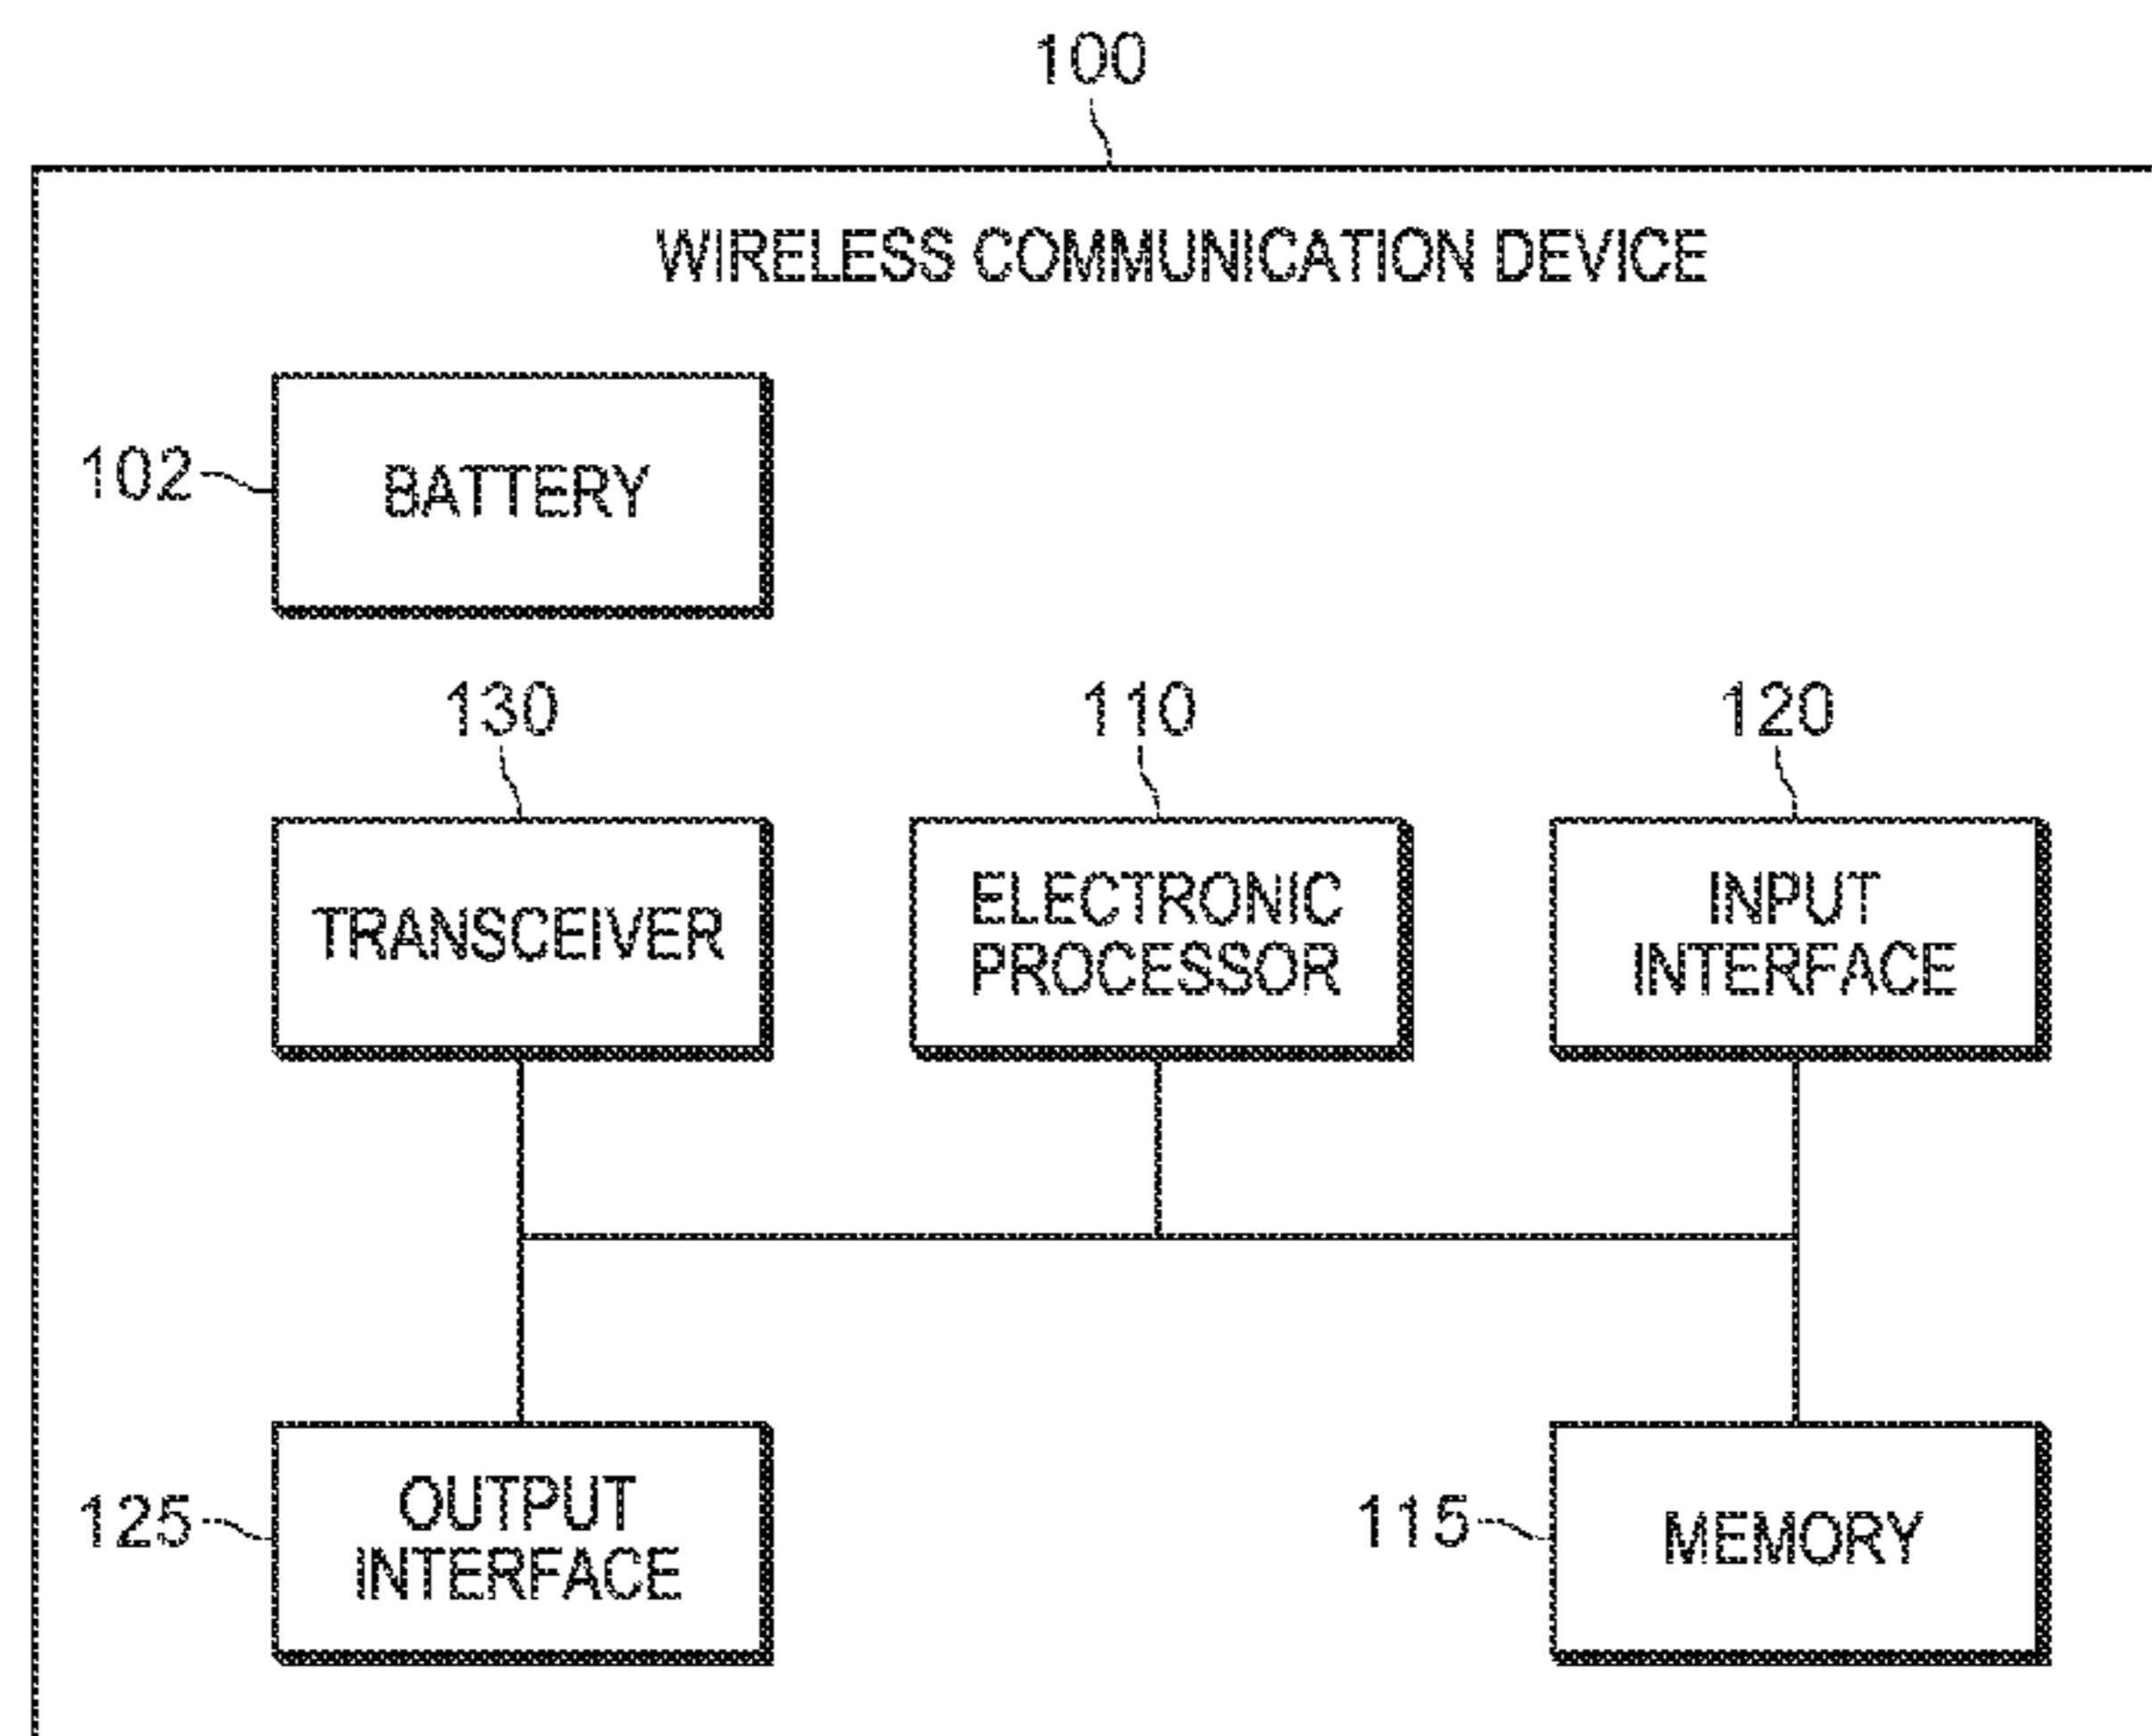 100
WIRELESS COMMUNICATION DEVICE
102
BATTERY
130
110
120
TRANSCEIVER
ELECTRONIC
PROCESSOR
INPUT
INTERFACE
125
OUTPUT
INTERFACE
115
MEMORY